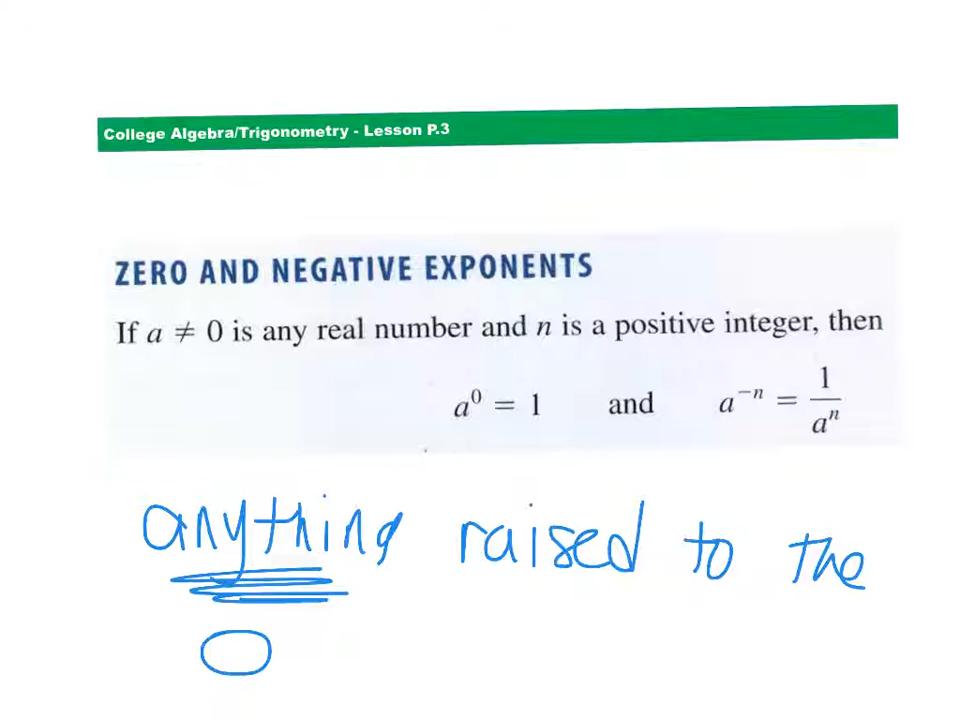 College Algebra/Trigonometry - Lesson P.3
ZERO AND NEGATIVE EXPONENTS
If a ≠ 0 is any real number and n is a positive integer, then
a⁰ = 1 and a⁻ⁿ = 1/aⁿ
anything raised to the
0